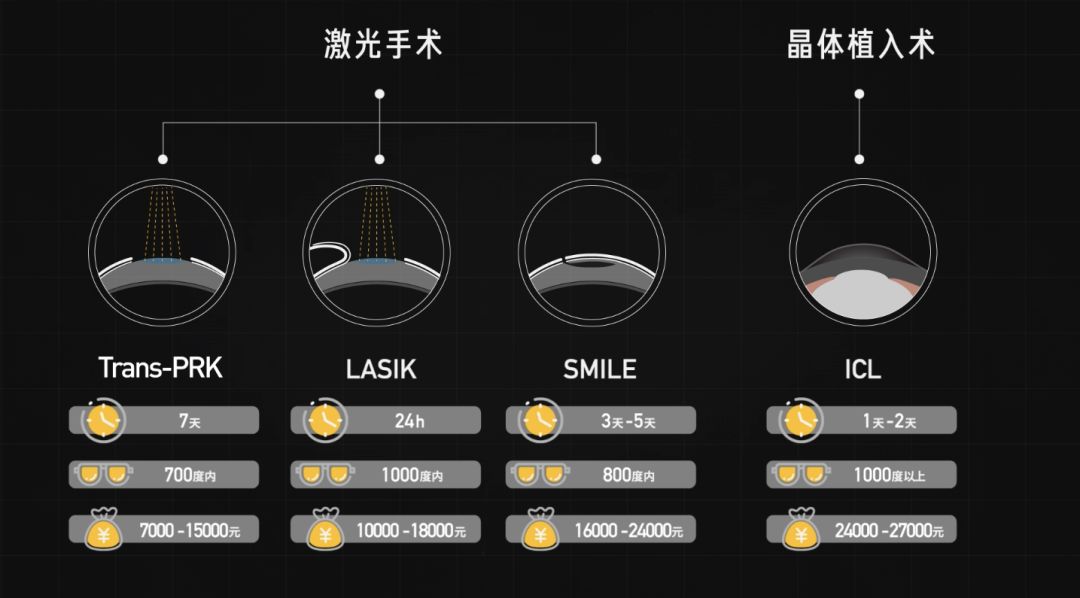 激光手术
晶体植入术
Trans-PRK
LASIK
SMILE
ICL
7天
24h
3天-5天
1天-2天
700度内
1000度内
800度内
1000度以上
¥ 7000 -15000元
¥ 10000 -18000元
¥ 16000 -24000元
¥ 24000 -27000元